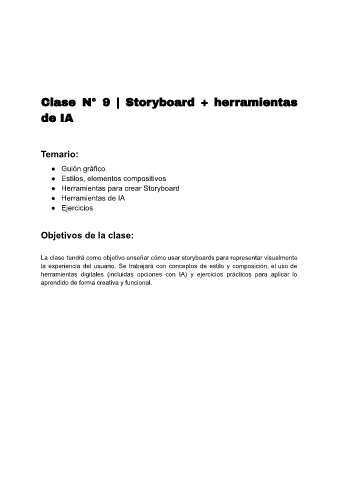 Clase N° 9 | Storyboard + herramientas
de IA
Temario:
● Guión gráfico
● Estilos, elementos compositivos
● Herramientas para crear Storyboard
● Herramientas de IA
● Ejercicios
Objetivos de la clase:
La clase tendrá como objetivo enseñar cómo usar storyboards para representar visualmente
la experiencia del usuario. Se trabajará con conceptos de estilo y composición, el uso de
herramientas digitales (incluidas opciones con IA) y ejercicios prácticos para aplicar lo
aprendido de forma creativa y funcional.